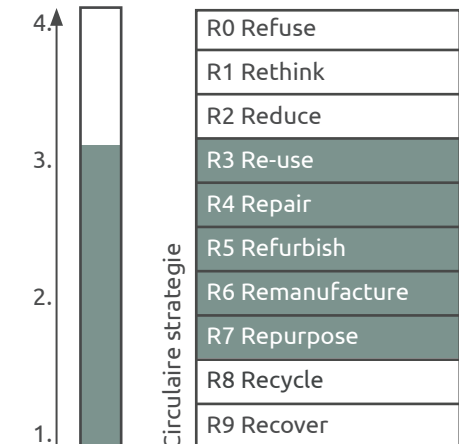 4.
3.
2.
1.
Circulaire strategie
R0 Refuse
R1 Rethink
R2 Reduce
R3 Re-use
R4 Repair
R5 Refurbish
R6 Remanufacture
R7 Repurpose
R8 Recycle
R9 Recover